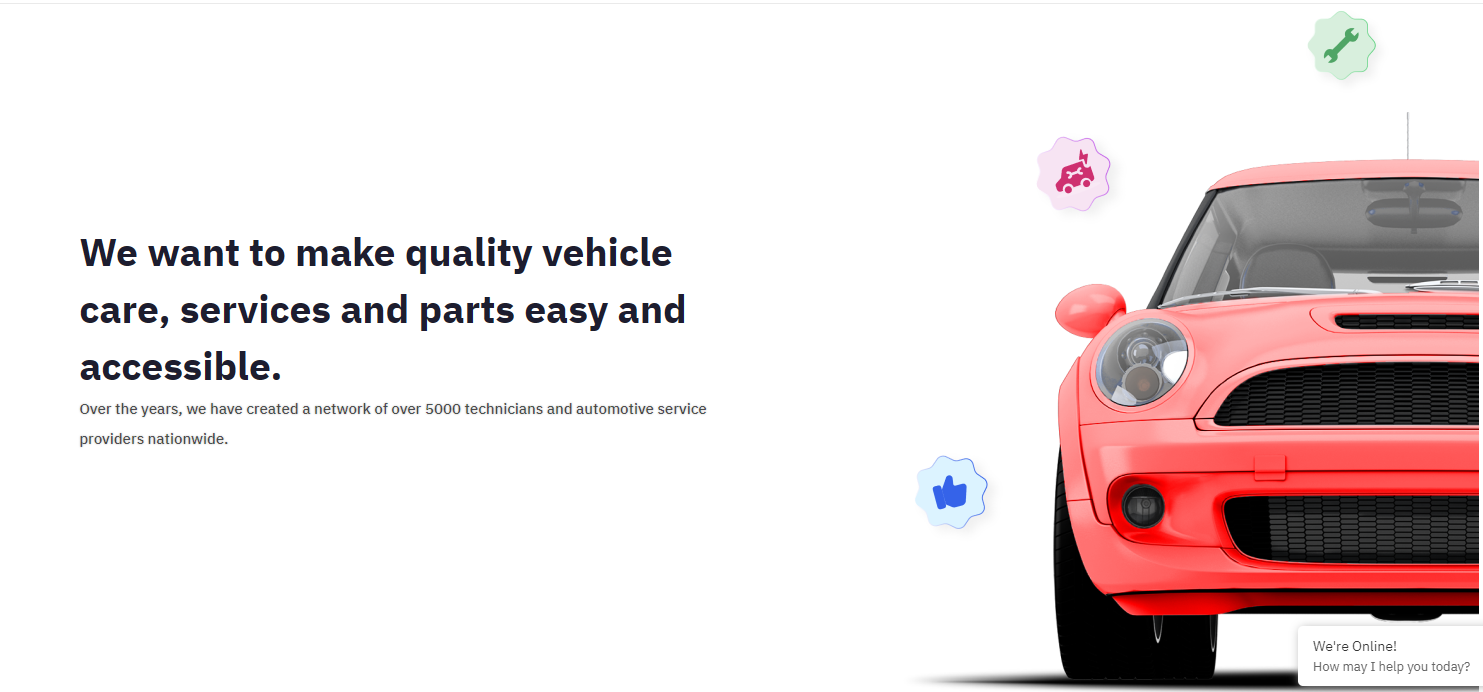 We want to make quality vehicle
care, services and parts easy and
accessible.
Over the years, we have created a network of over 5000 technicians and automotive service
providers nationwide.
We're Online!
How may I help you today?